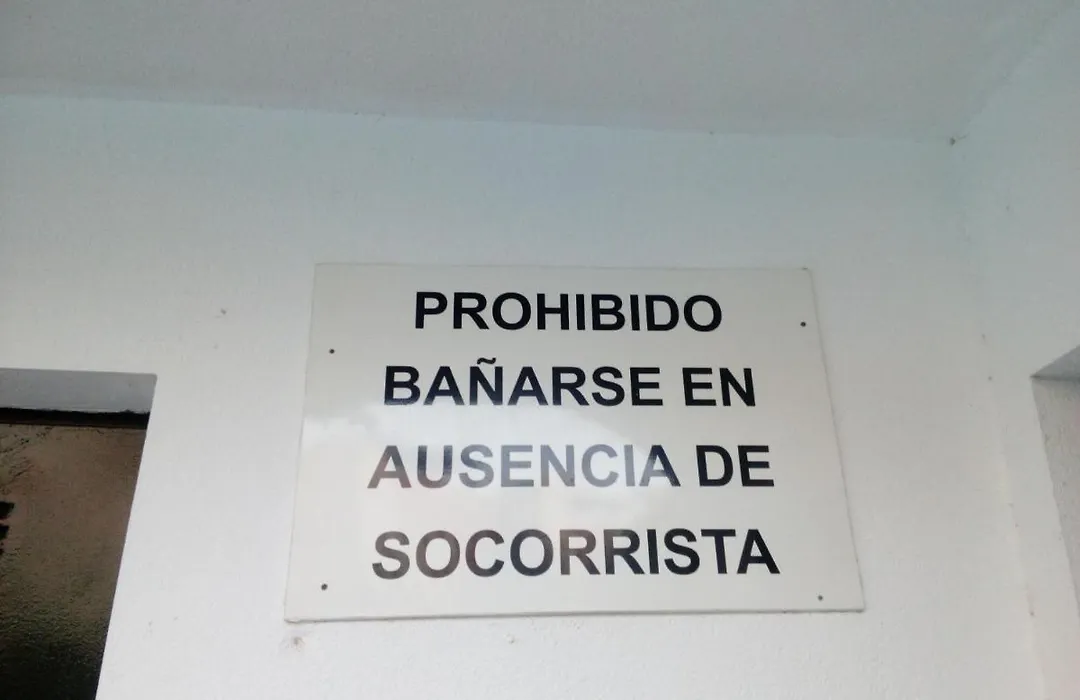 PROHIBIDO
BAÑARSE EN
AUSENCIA DE
SOCORRISTA